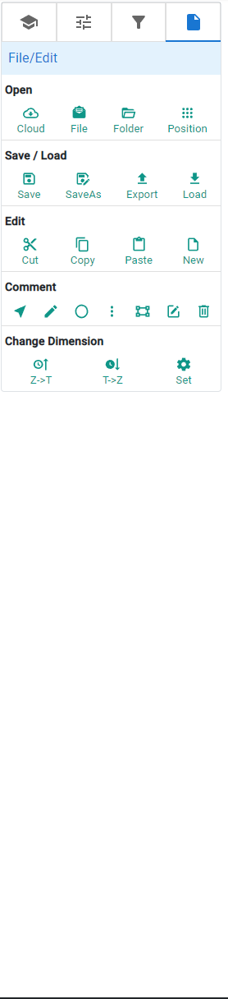 File/Edit
Open
Cloud File Folder Position
Save / Load
Save SaveAs Export Load
Edit
Cut Copy Paste New
Comment
Change Dimension
Z->T T->Z Set